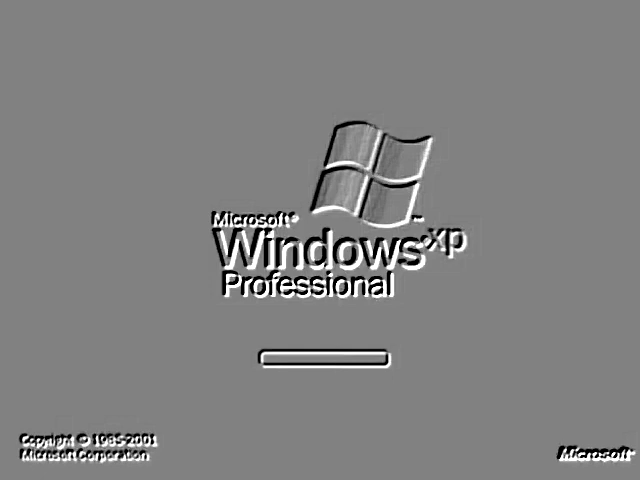 Microsoft®
Windows xp
Professional
Copyright © 1985-2001
Microsoft Corporation
Microsoft